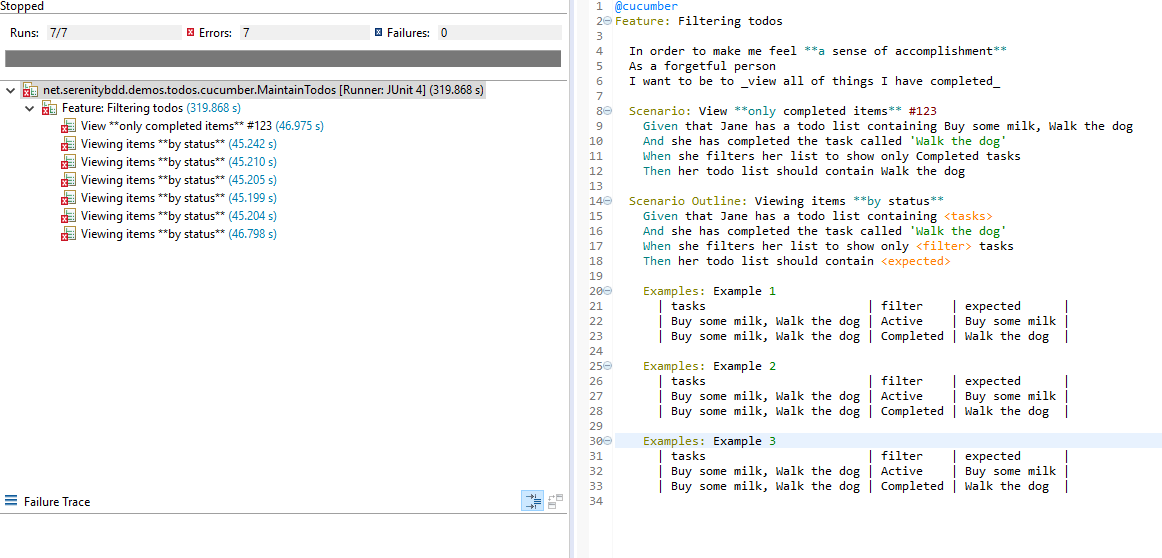 Stopped
Runs: 7/7 Errors: 7 Failures: 0
net.serenitybdd.demos.todos.cucumber.MaintainTodos [Runner: JUnit 4] (319.868 s)
Feature: Filtering todos (319.868 s)
View **only completed items** #123 (46.975 s)
Viewing items **by status** (45.242 s)
Viewing items **by status** (45.210 s)
Viewing items **by status** (45.205 s)
Viewing items **by status** (45.199 s)
Viewing items **by status** (45.204 s)
Viewing items **by status** (46.798 s)
Failure Trace
1 @cucumber
2 Feature: Filtering todos
3
4 In order to make me feel **a sense of accomplishment**
5 As a forgetful person
6 I want to be to _view all of things I have completed_
7
8 Scenario: View **only completed items** #123
9 Given that Jane has a todo list containing Buy some milk, Walk the dog
10 And she has completed the task called 'Walk the dog'
11 When she filters her list to show only Completed tasks
12 Then her todo list should contain Walk the dog
13
14 Scenario Outline: Viewing items **by status**
15 Given that Jane has a todo list containing <tasks>
16 And she has completed the task called 'Walk the dog'
17 When she filters her list to show only <filter> tasks
18 Then her todo list should contain <expected>
19
20 Examples: Example 1
21 | tasks | filter | expected |
22 | Buy some milk, Walk the dog | Active | Buy some milk |
23 | Buy some milk, Walk the dog | Completed | Walk the dog |
24
25 Examples: Example 2
26 | tasks | filter | expected |
27 | Buy some milk, Walk the dog | Active | Buy some milk |
28 | Buy some milk, Walk the dog | Completed | Walk the dog |
29
30 Examples: Example 3
31 | tasks | filter | expected |
32 | Buy some milk, Walk the dog | Active | Buy some milk |
33 | Buy some milk, Walk the dog | Completed | Walk the dog |
34